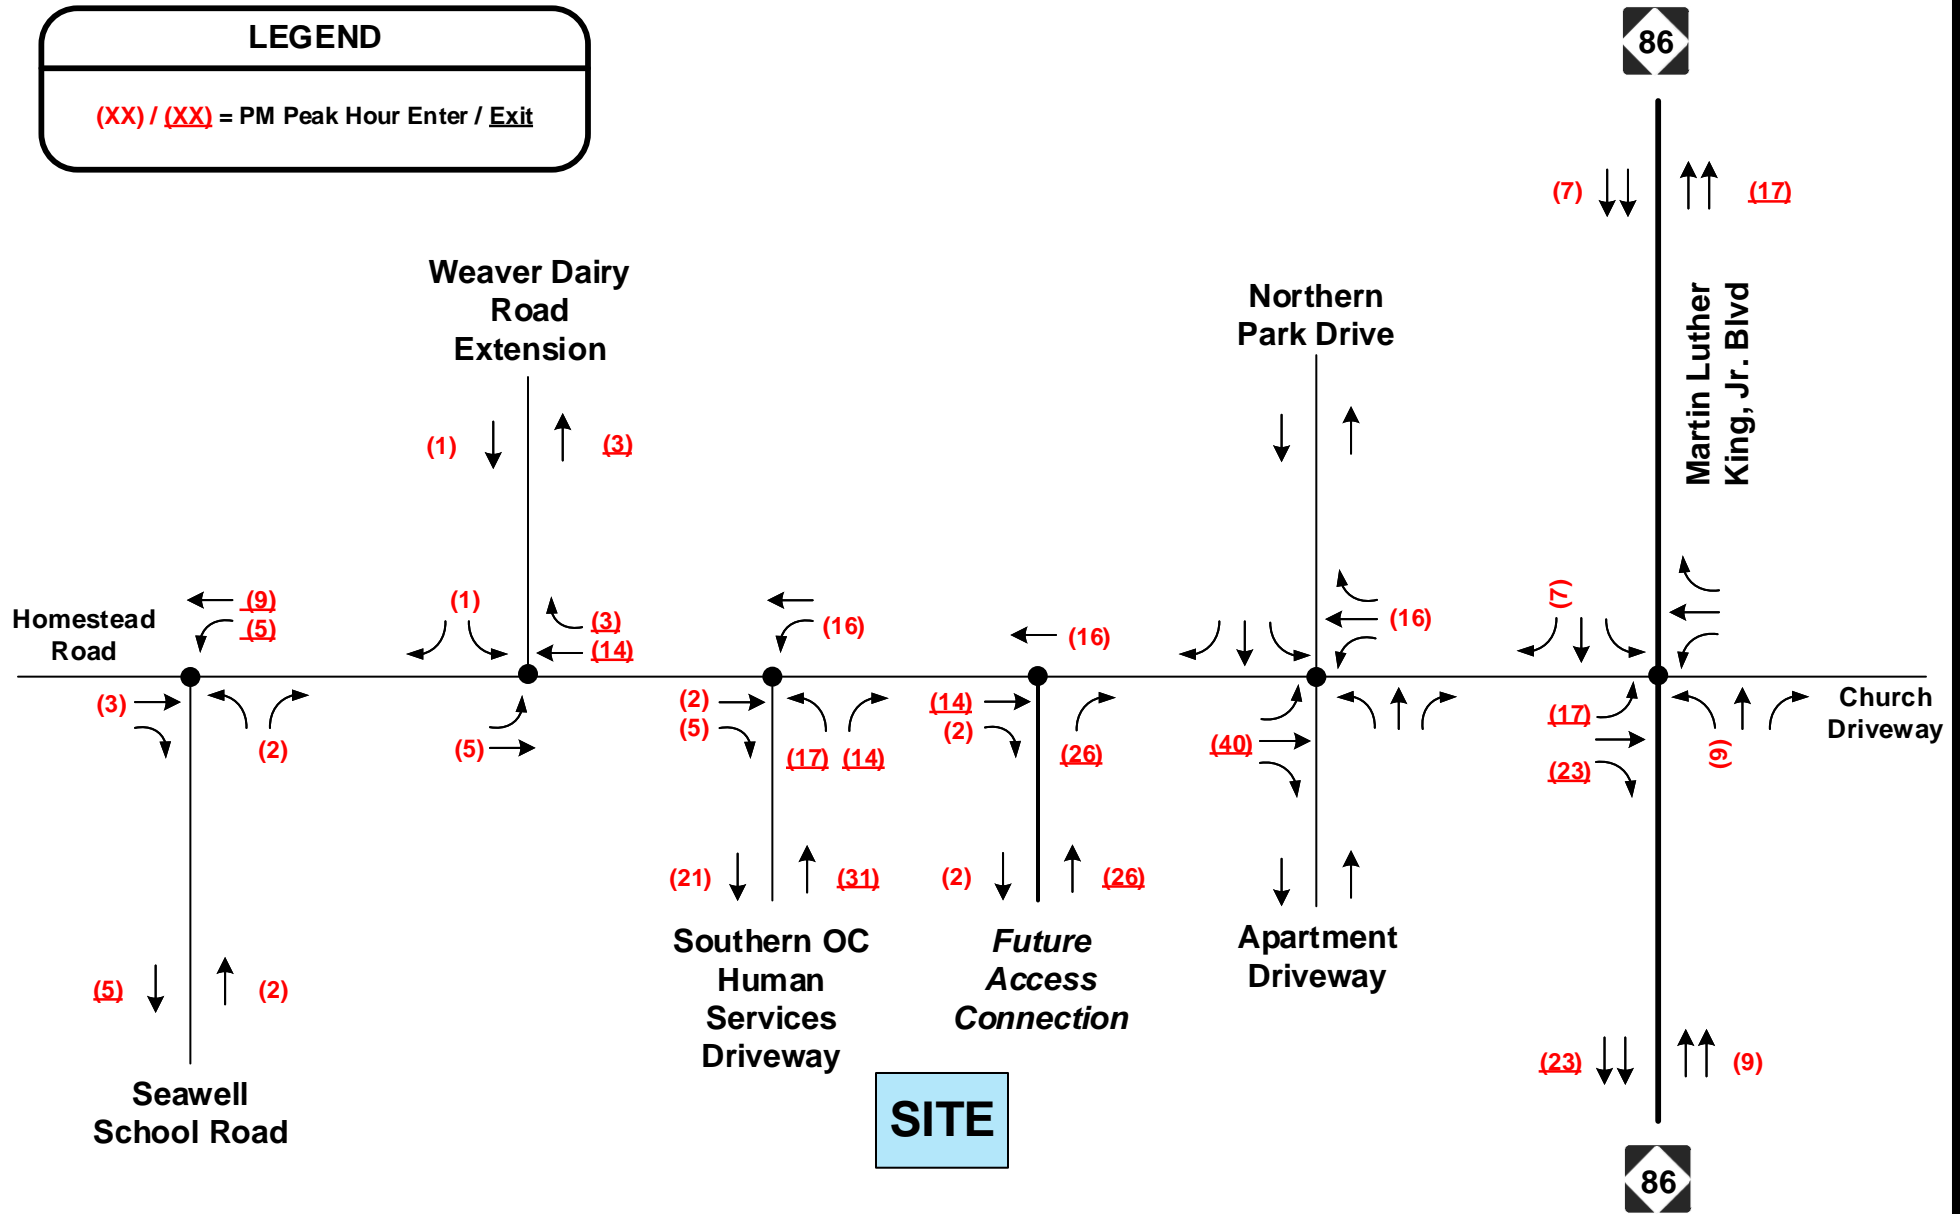 LEGEND
(XX) / (XX) = PM Peak Hour Enter / Exit
86
(7)
(17)
Weaver Dairy
Road
Extension
Northern
Park Drive
Martin Luther
King, Jr. Blvd
(1)
(3)
Homestead
Road
(9)
(5)
(1)
(3)
(14)
(16)
(16)
(16)
(7)
(3)
(2)
(5)
(2)
(5)
(17)
(14)
(14)
(2)
(26)
(40)
(17)
(23)
(9)
Church
Driveway
(21)
(31)
(2)
(26)
Southern OC
Human
Services
Driveway
Future
Access
Connection
Apartment
Driveway
(5)
(2)
(23)
(9)
Seawell
School Road
SITE
86